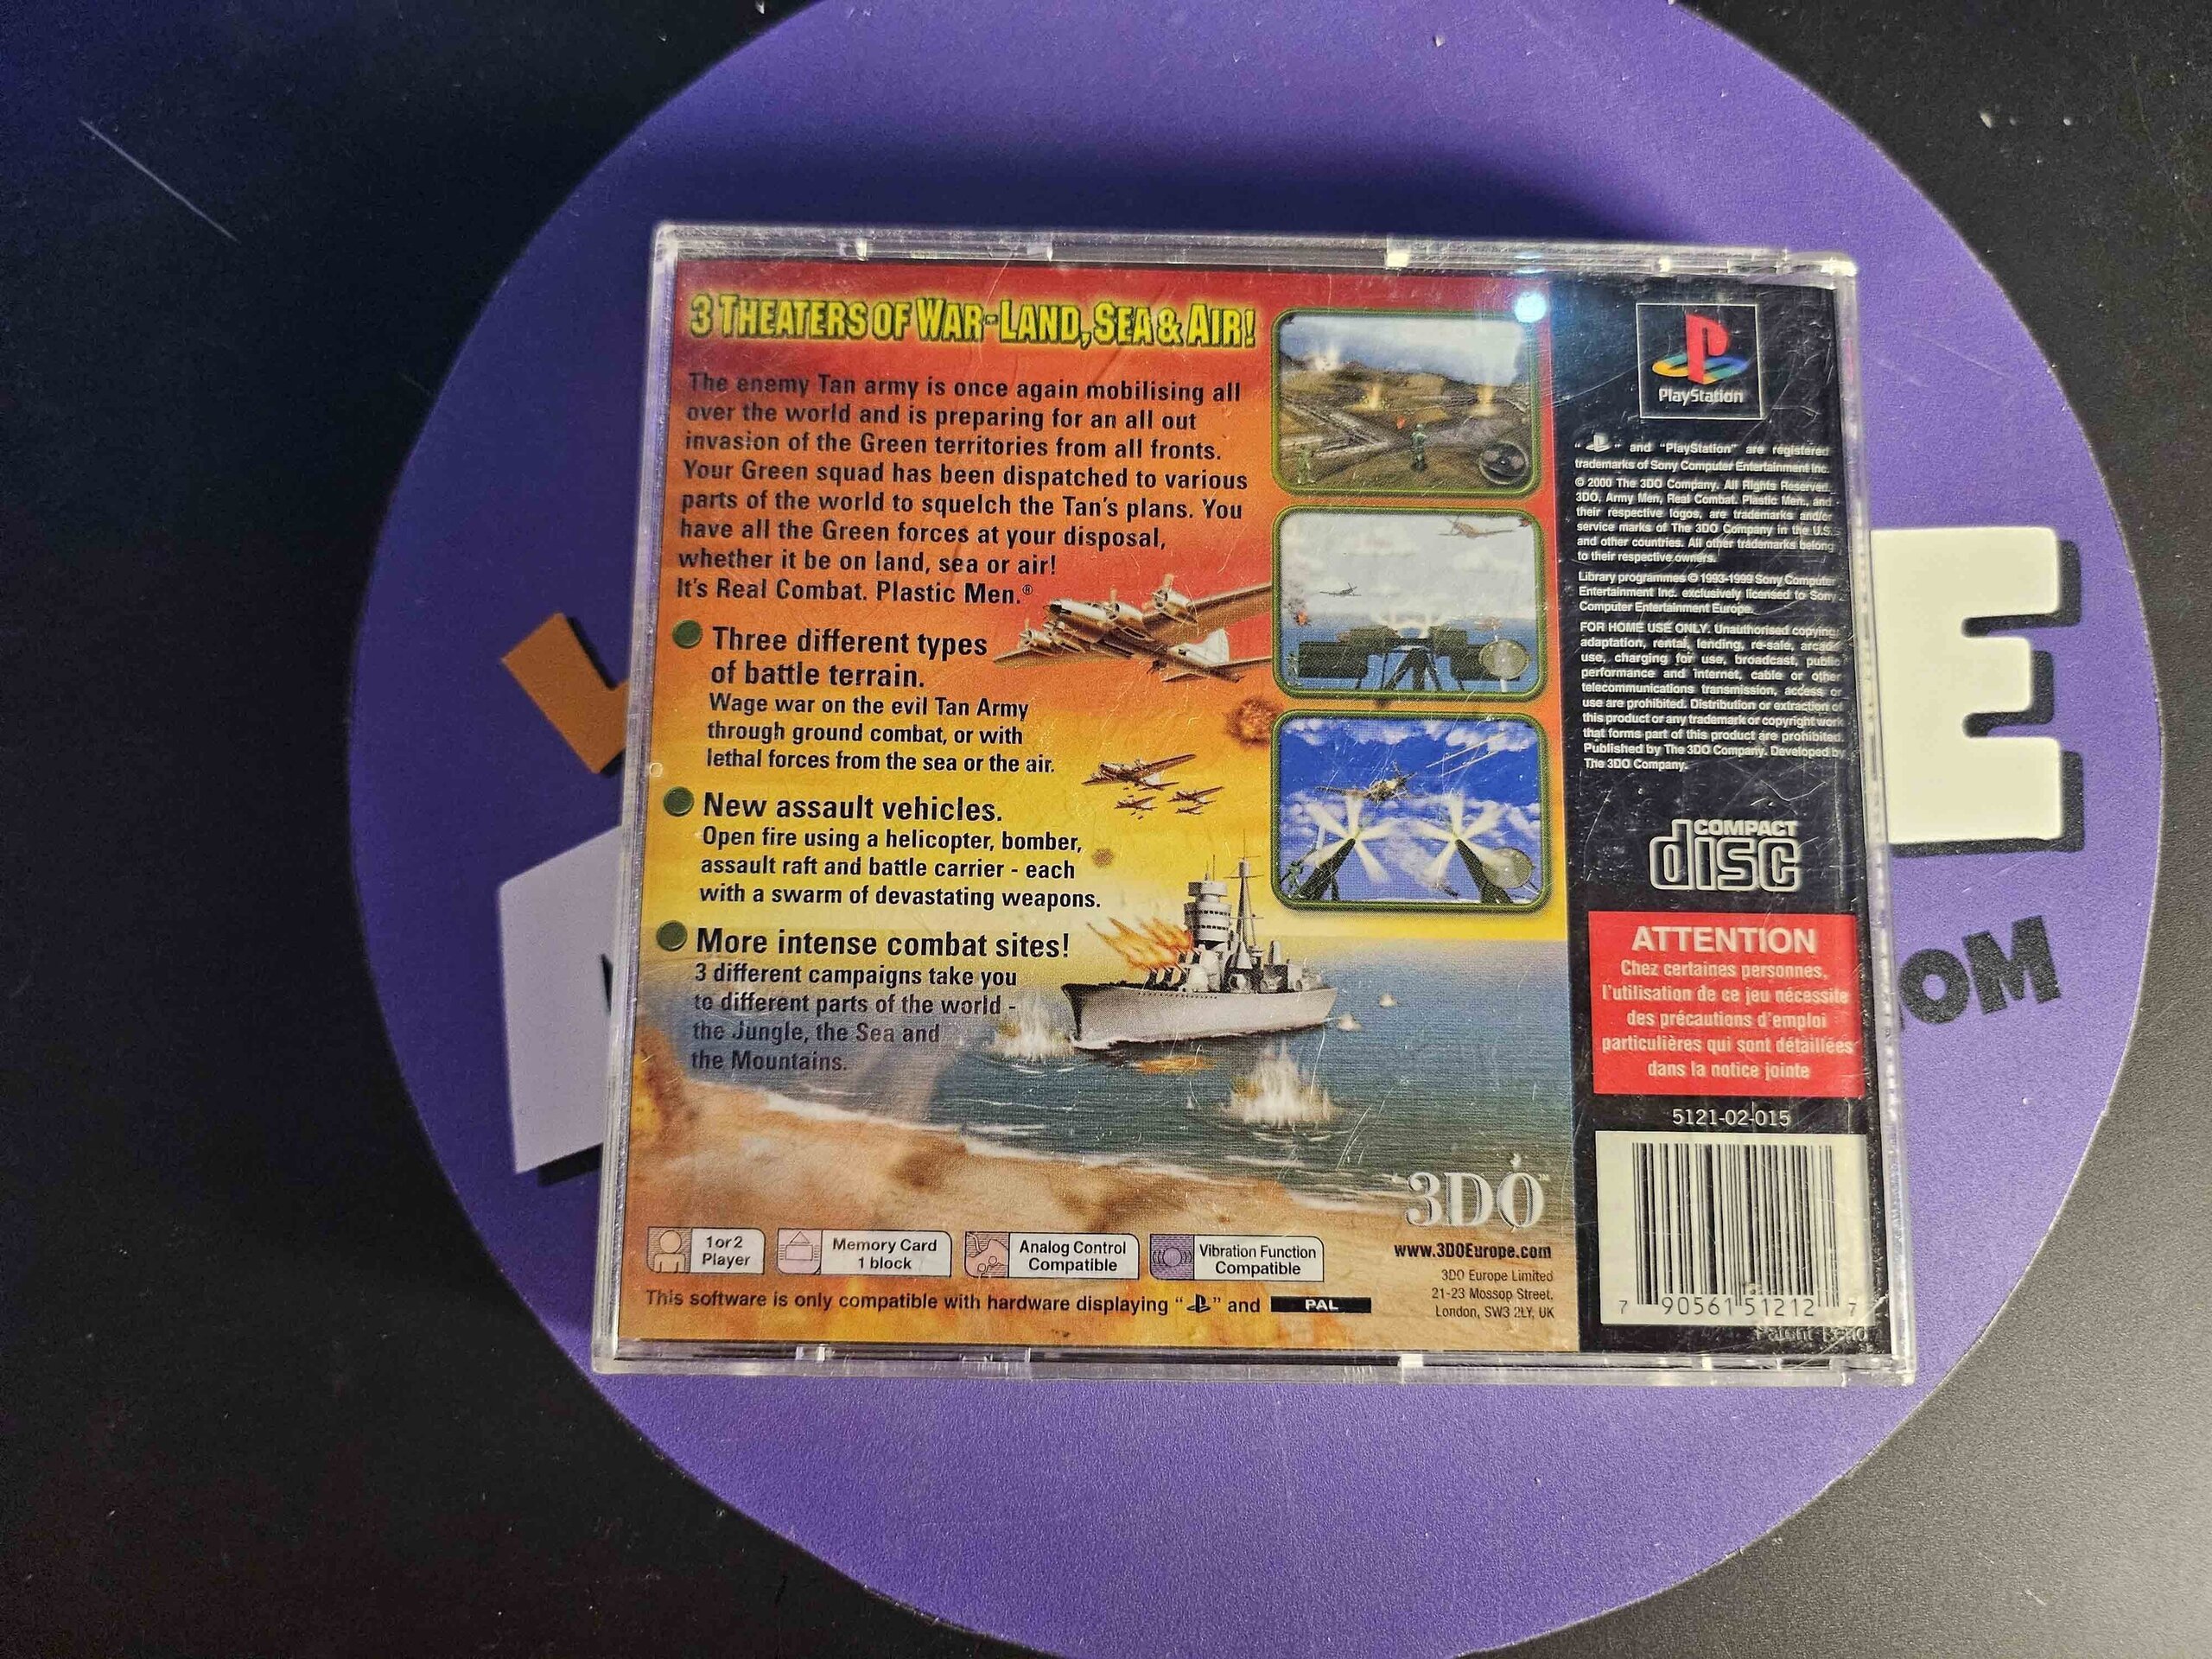 3 THEATERS OF WAR-LAND, SEA & AIR!
The enemy Tan army is once again mobilising all
over the world and is preparing for an all out
invasion of the Green territories from all fronts.
Your Green squad has been dispatched to various
parts of the world to squelch the Tan's plans. You
have all the Green forces at your disposal,
whether it be on land, sea or air!
It's Real Combat. Plastic Men.®
Three different types
of battle terrain.
Wage war on the evil Tan Army
through ground combat, or with
lethal forces from the sea or the air.
New assault vehicles.
Open fire using a helicopter, bomber,
assault raft and battle carrier - each
with a swarm of devastating weapons.
More intense combat sites!
3 different campaigns take you
to different parts of the world -
the Jungle, the Sea and
the Mountains.
3DO
www.3DOEurope.com
3DO Europe Limited
21-23 Mossop Street,
London, SW3 2LY, UK
1 or 2
Player
Memory Card
1 block
Analog Control
Compatible
Vibration Function
Compatible
This software is only compatible with hardware displaying " " and PAL
PlayStation
" " and "PlayStation" are registered
trademarks of Sony Computer Entertainment Inc.
© 2000 The 3DO Company. All Rights Reserved.
3DO, Army Men, Real Combat. Plastic Men, and
their respective logos, are trademarks and/or
service marks of The 3DO Company in the U.S.
and other countries. All other trademarks belong
to their respective owners.
Library programmes © 1993-1999 Sony Computer
Entertainment Inc. exclusively licensed to Sony
Computer Entertainment Europe.
FOR HOME USE ONLY. Unauthorised copying,
adaptation, rental, lending, re-sale, arcade
use, charging for use, broadcast, public
performance and internet, cable or other
telecommunications transmission, access or
use are prohibited. Distribution or extraction of
this product or any trademark or copyright work
that forms part of this product are prohibited.
Published by The 3DO Company. Developed by
The 3DO Company.
COMPACT
disc
ATTENTION
Chez certaines personnes,
l'utilisation de ce jeu nécessite
des précautions d'emploi
particulières qui sont détaillées
dans la notice jointe
5121-02-015
7 90561 51212 7
E
OM